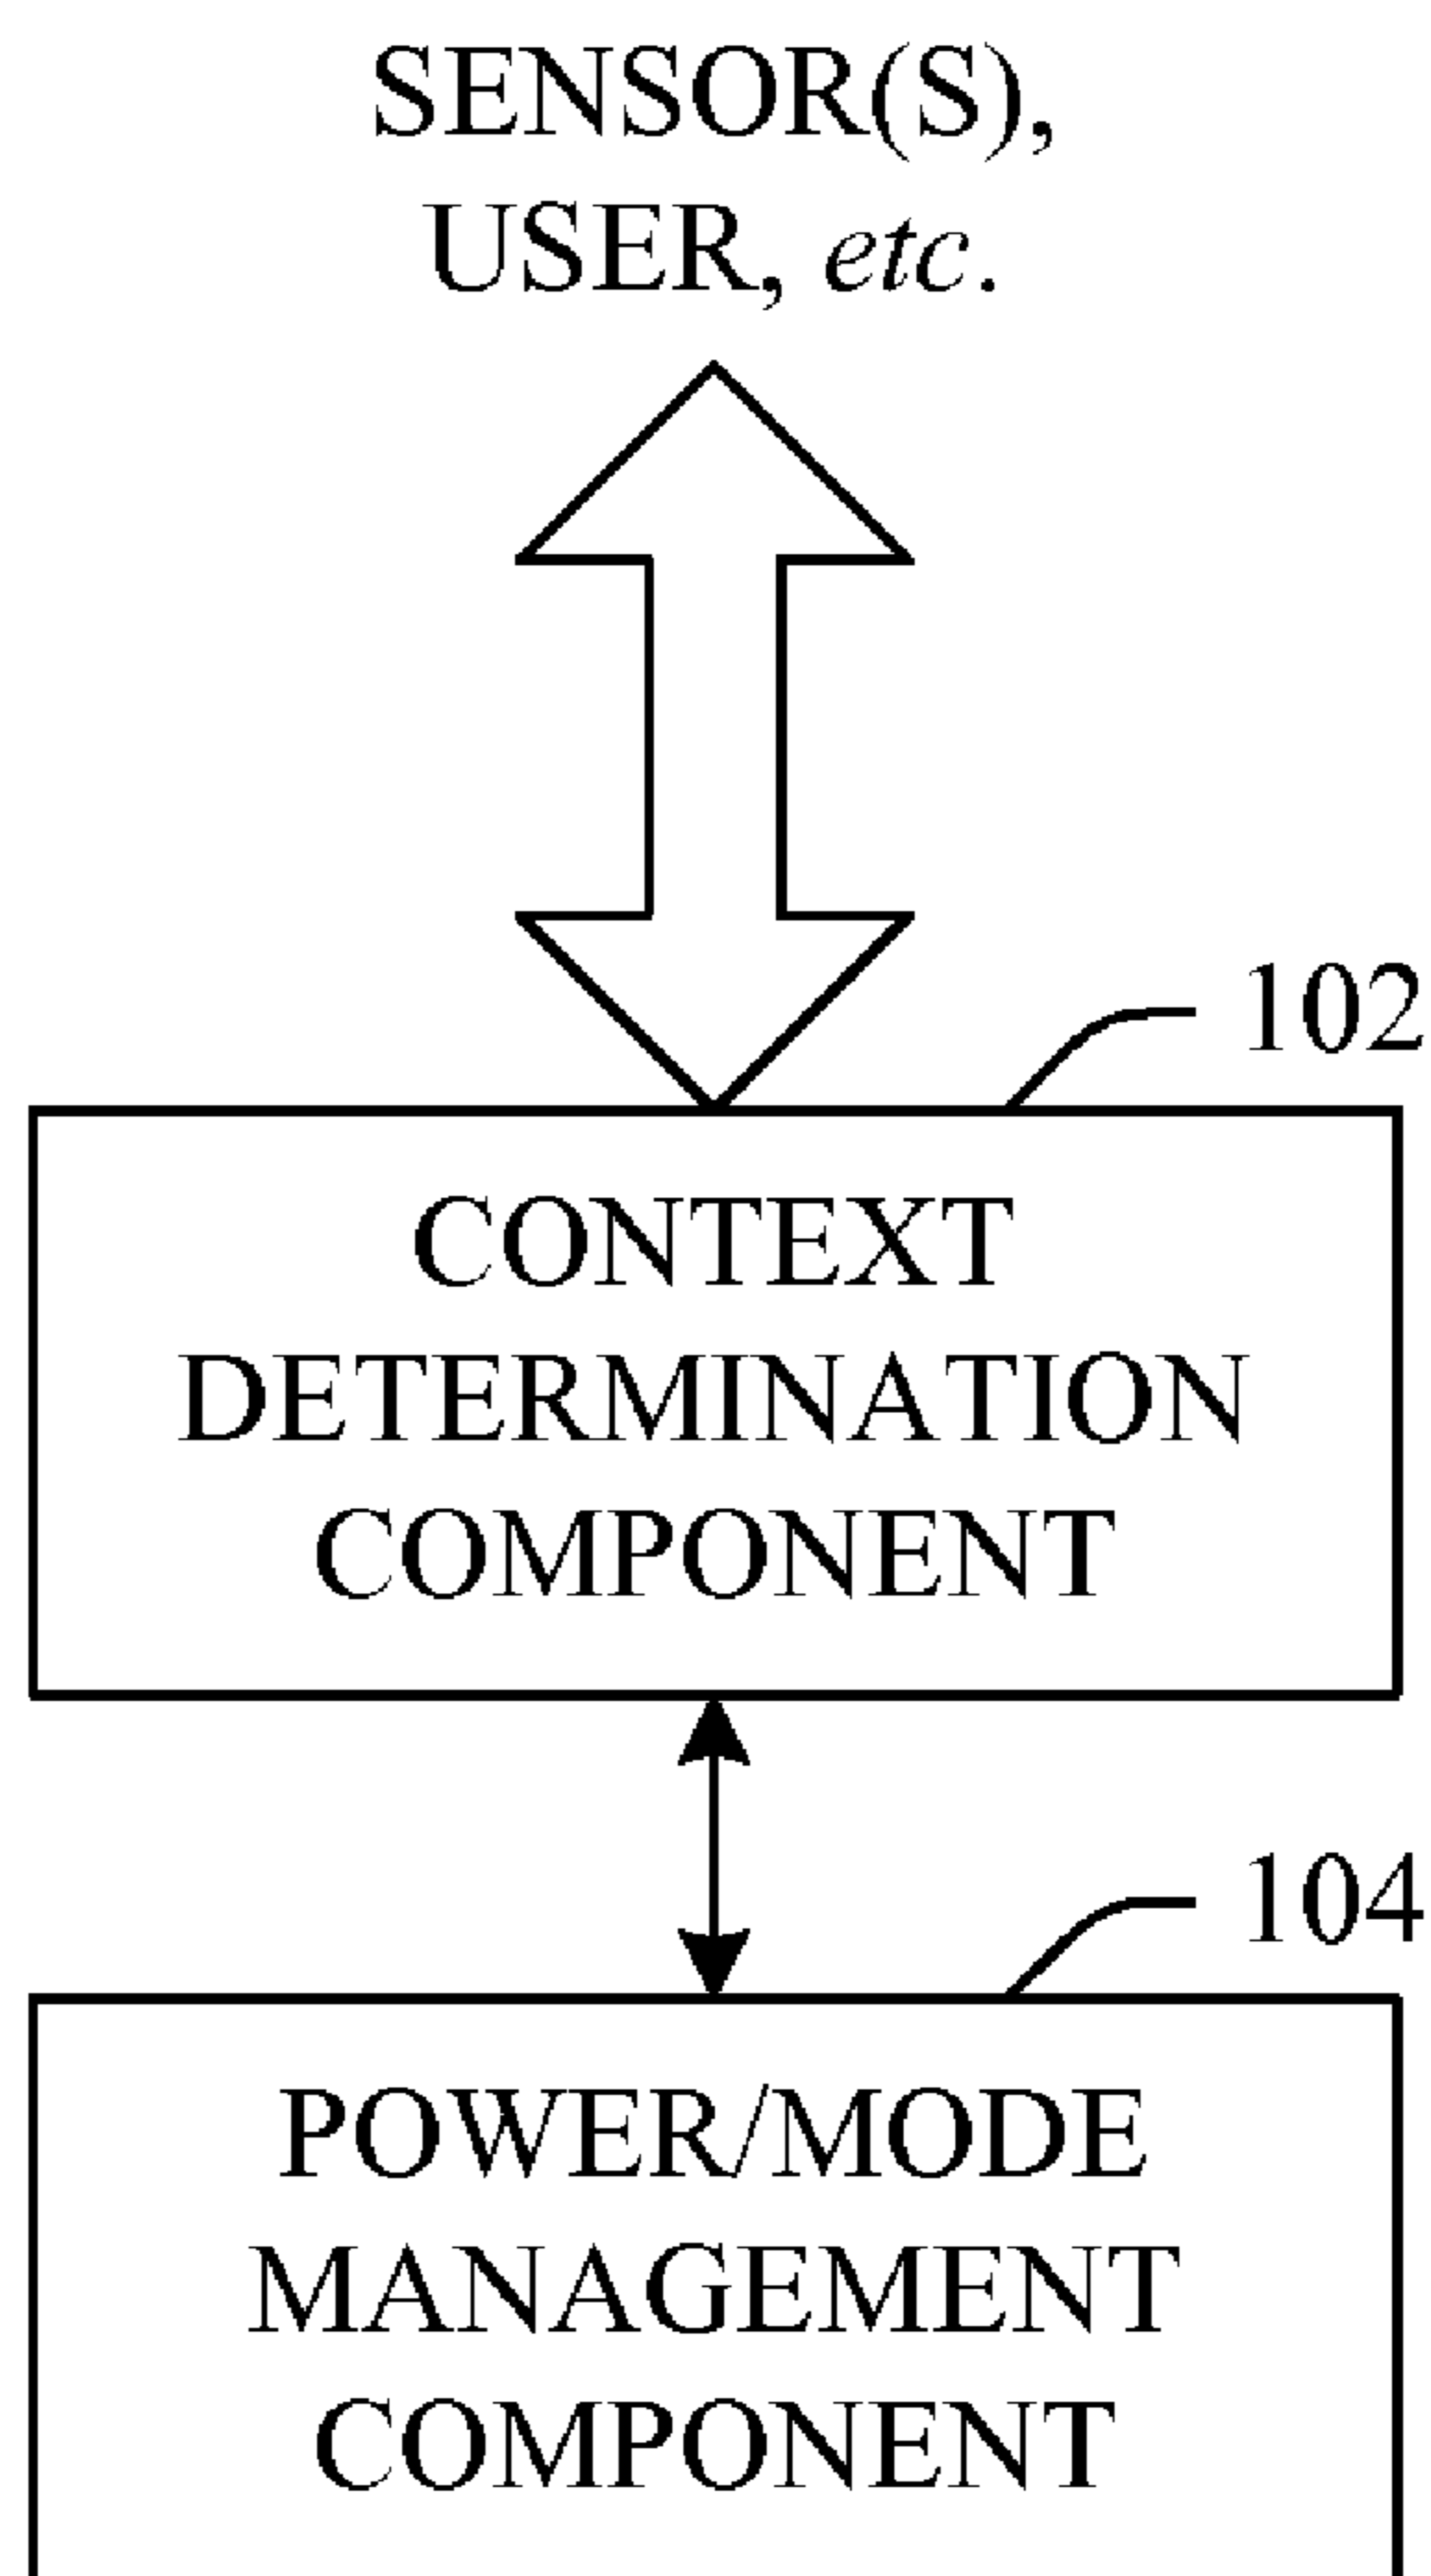 SENSOR(S),
USER, etc.
102
CONTEXT
DETERMINATION
COMPONENT
104
POWER/MODE
MANAGEMENT
COMPONENT